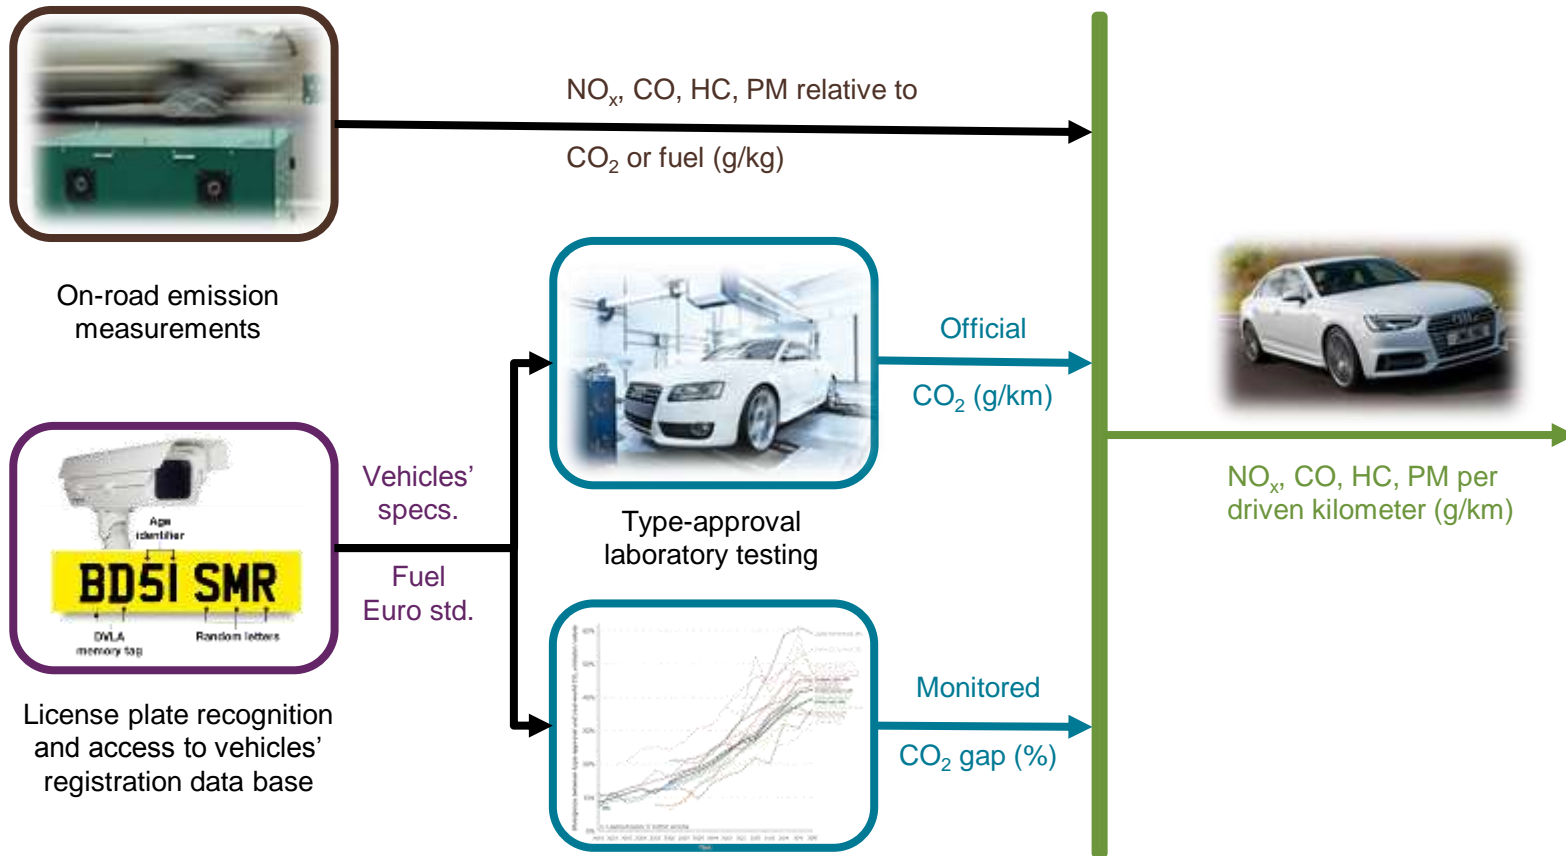 NOx, CO, HC, PM relative to
CO2 or fuel (g/kg)
On-road emission
measurements
Official
CO2 (g/km)
Type-approval
laboratory testing
Vehicles’
specs.
Fuel
Euro std.
Age
identifier
BD51 SMR
DVLA
memory tag
Random letters
License plate recognition
and access to vehicles’
registration data base
Monitored
CO2 gap (%)
NOx, CO, HC, PM per
driven kilometer (g/km)